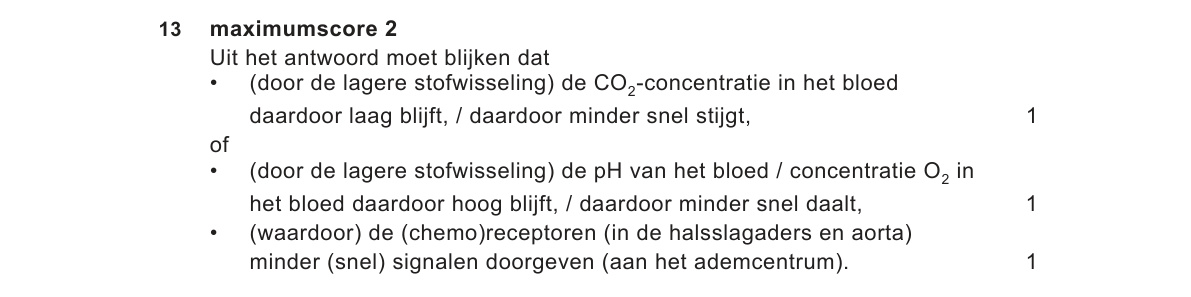 13 maximumscore 2
Uit het antwoord moet blijken dat
• (door de lagere stofwisseling) de CO₂-concentratie in het bloed
daardoor laag blijft, / daardoor minder snel stijgt, 1
of
• (door de lagere stofwisseling) de pH van het bloed / concentratie O₂ in
het bloed daardoor hoog blijft, / daardoor minder snel daalt, 1
• (waardoor) de (chemo)receptoren (in de halsslagaders en aorta)
minder (snel) signalen doorgeven (aan het ademcentrum). 1